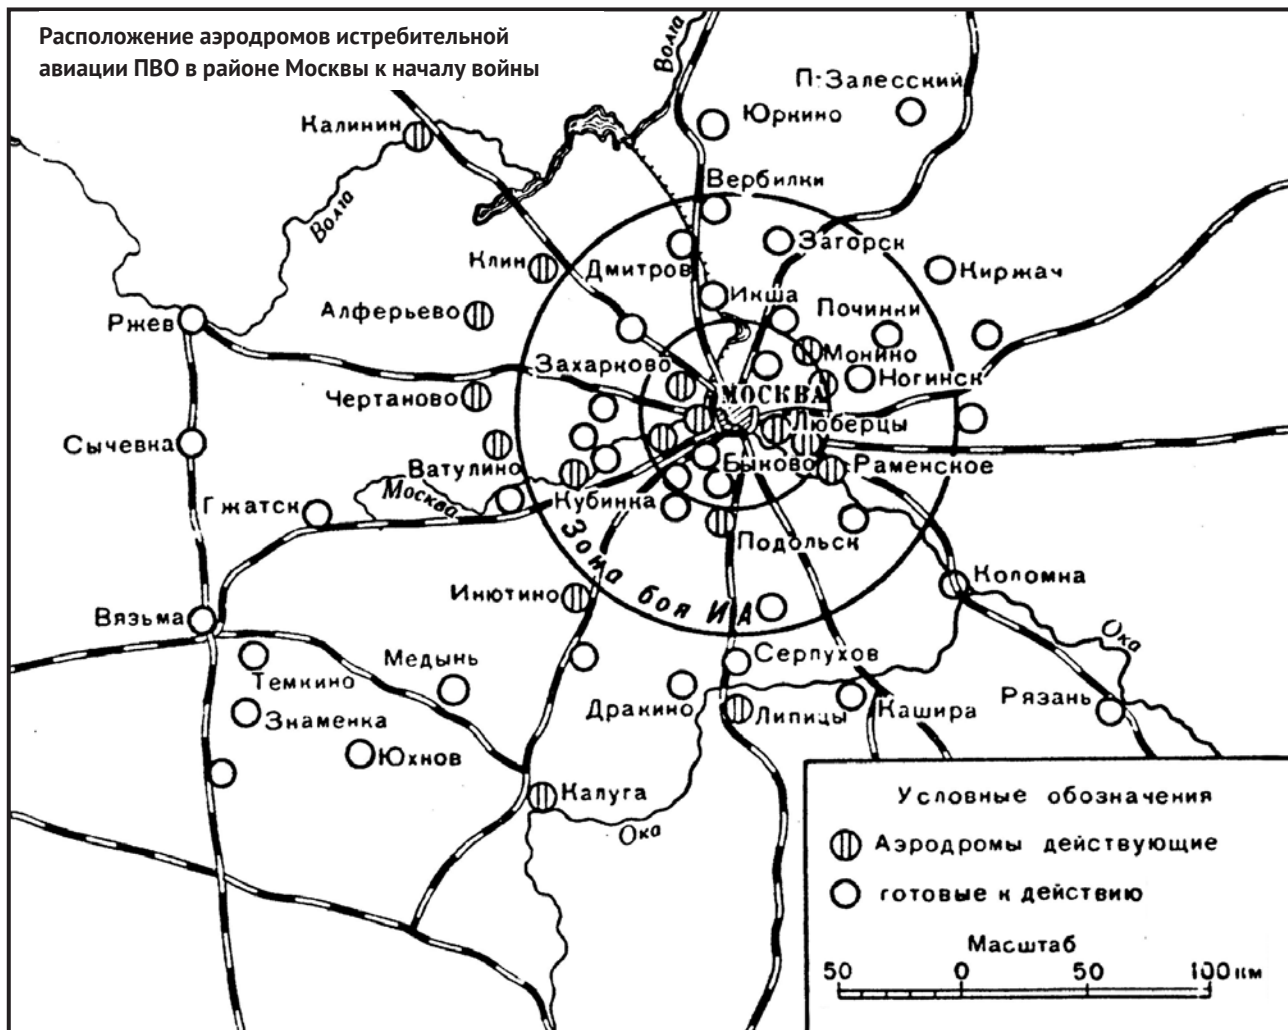 Расположение аэродромов истребительной
авиации ПВО в районе Москвы к началу войны
Волга
П-Залесский
Юркино
Калинин
Вербилки
Волга
Загорск
Клин
Дмитров
Киржач
Икша
Алферьево
Починки
Ржев
Монино
Захарково
Ногинск
Чертаново
МОСКВА
Люберцы
Сычевка
Ватулино
Быково
Раменское
Москва
Кубинка
Гжатск
Подольск
Зона боя ИА
Коломна
Инютино
Вязьма
Ока
Серпухов
Медынь
Темкино
Рязань
Дракино
Липицы
Кашира
Знаменка
Юхнов
Калуга
Ока
Условные обозначения
Аэродромы действующие
готовые к действию
Масштаб
50 0 50 100 км